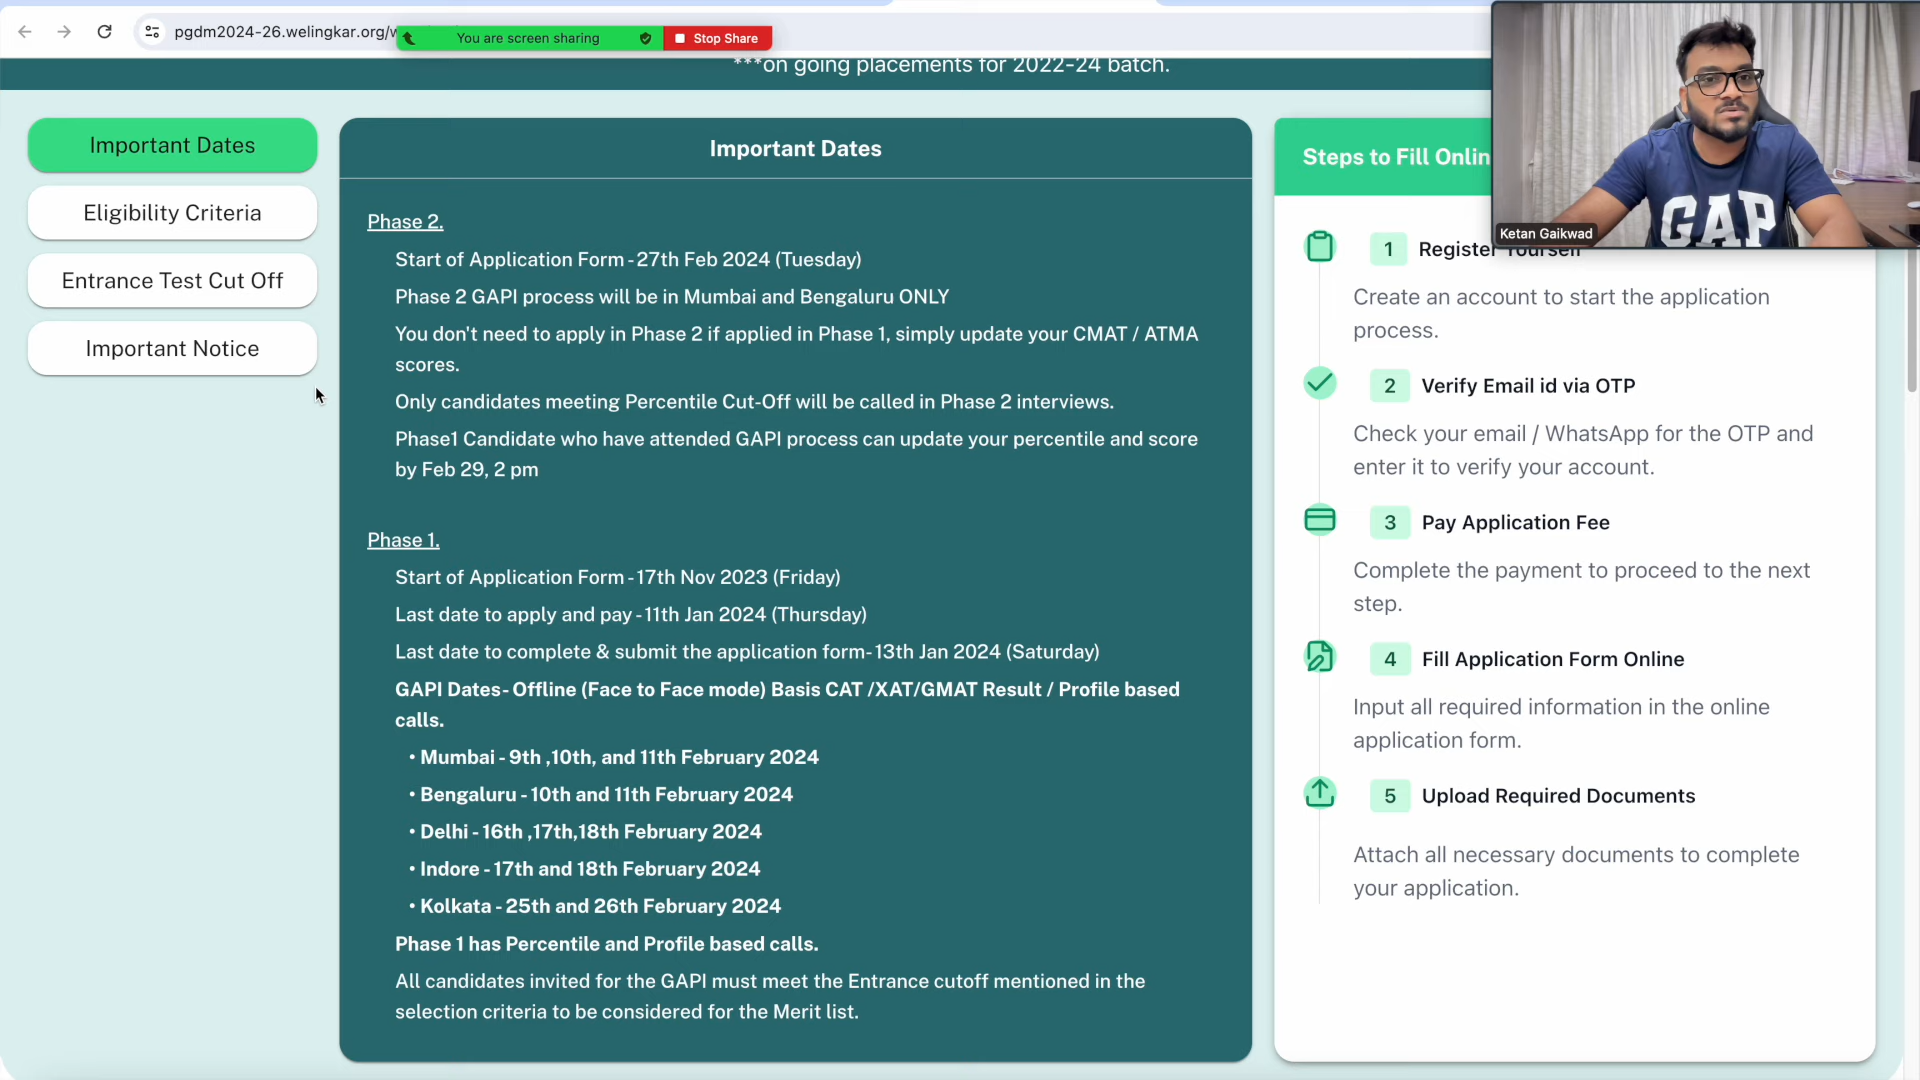 pgdm2024-26.welingkar.org/
You are screen sharing
Stop Share
***on going placements for 2022-24 batch.
Important Dates
Eligibility Criteria
Entrance Test Cut Off
Important Notice
Important Dates
Phase 2.
Start of Application Form - 27th Feb 2024 (Tuesday)
Phase 2 GAPI process will be in Mumbai and Bengaluru ONLY
You don't need to apply in Phase 2 if applied in Phase 1, simply update your CMAT / ATMA
scores.
Only candidates meeting Percentile Cut-Off will be called in Phase 2 interviews.
Phase1 Candidate who have attended GAPI process can update your percentile and score
by Feb 29, 2 pm
Phase 1.
Start of Application Form - 17th Nov 2023 (Friday)
Last date to apply and pay - 11th Jan 2024 (Thursday)
Last date to complete & submit the application form- 13th Jan 2024 (Saturday)
GAPI Dates- Offline (Face to Face mode) Basis CAT /XAT/GMAT Result / Profile based
calls.
• Mumbai - 9th ,10th, and 11th February 2024
• Bengaluru - 10th and 11th February 2024
• Delhi - 16th ,17th,18th February 2024
• Indore - 17th and 18th February 2024
• Kolkata - 25th and 26th February 2024
Phase 1 has Percentile and Profile based calls.
All candidates invited for the GAPI must meet the Entrance cutoff mentioned in the
selection criteria to be considered for the Merit list.
Steps to Fill Onlin
1 Register Yourself
Create an account to start the application
process.
2 Verify Email id via OTP
Check your email / WhatsApp for the OTP and
enter it to verify your account.
3 Pay Application Fee
Complete the payment to proceed to the next
step.
4 Fill Application Form Online
Input all required information in the online
application form.
5 Upload Required Documents
Attach all necessary documents to complete
your application.
GAP
Ketan Gaikwad